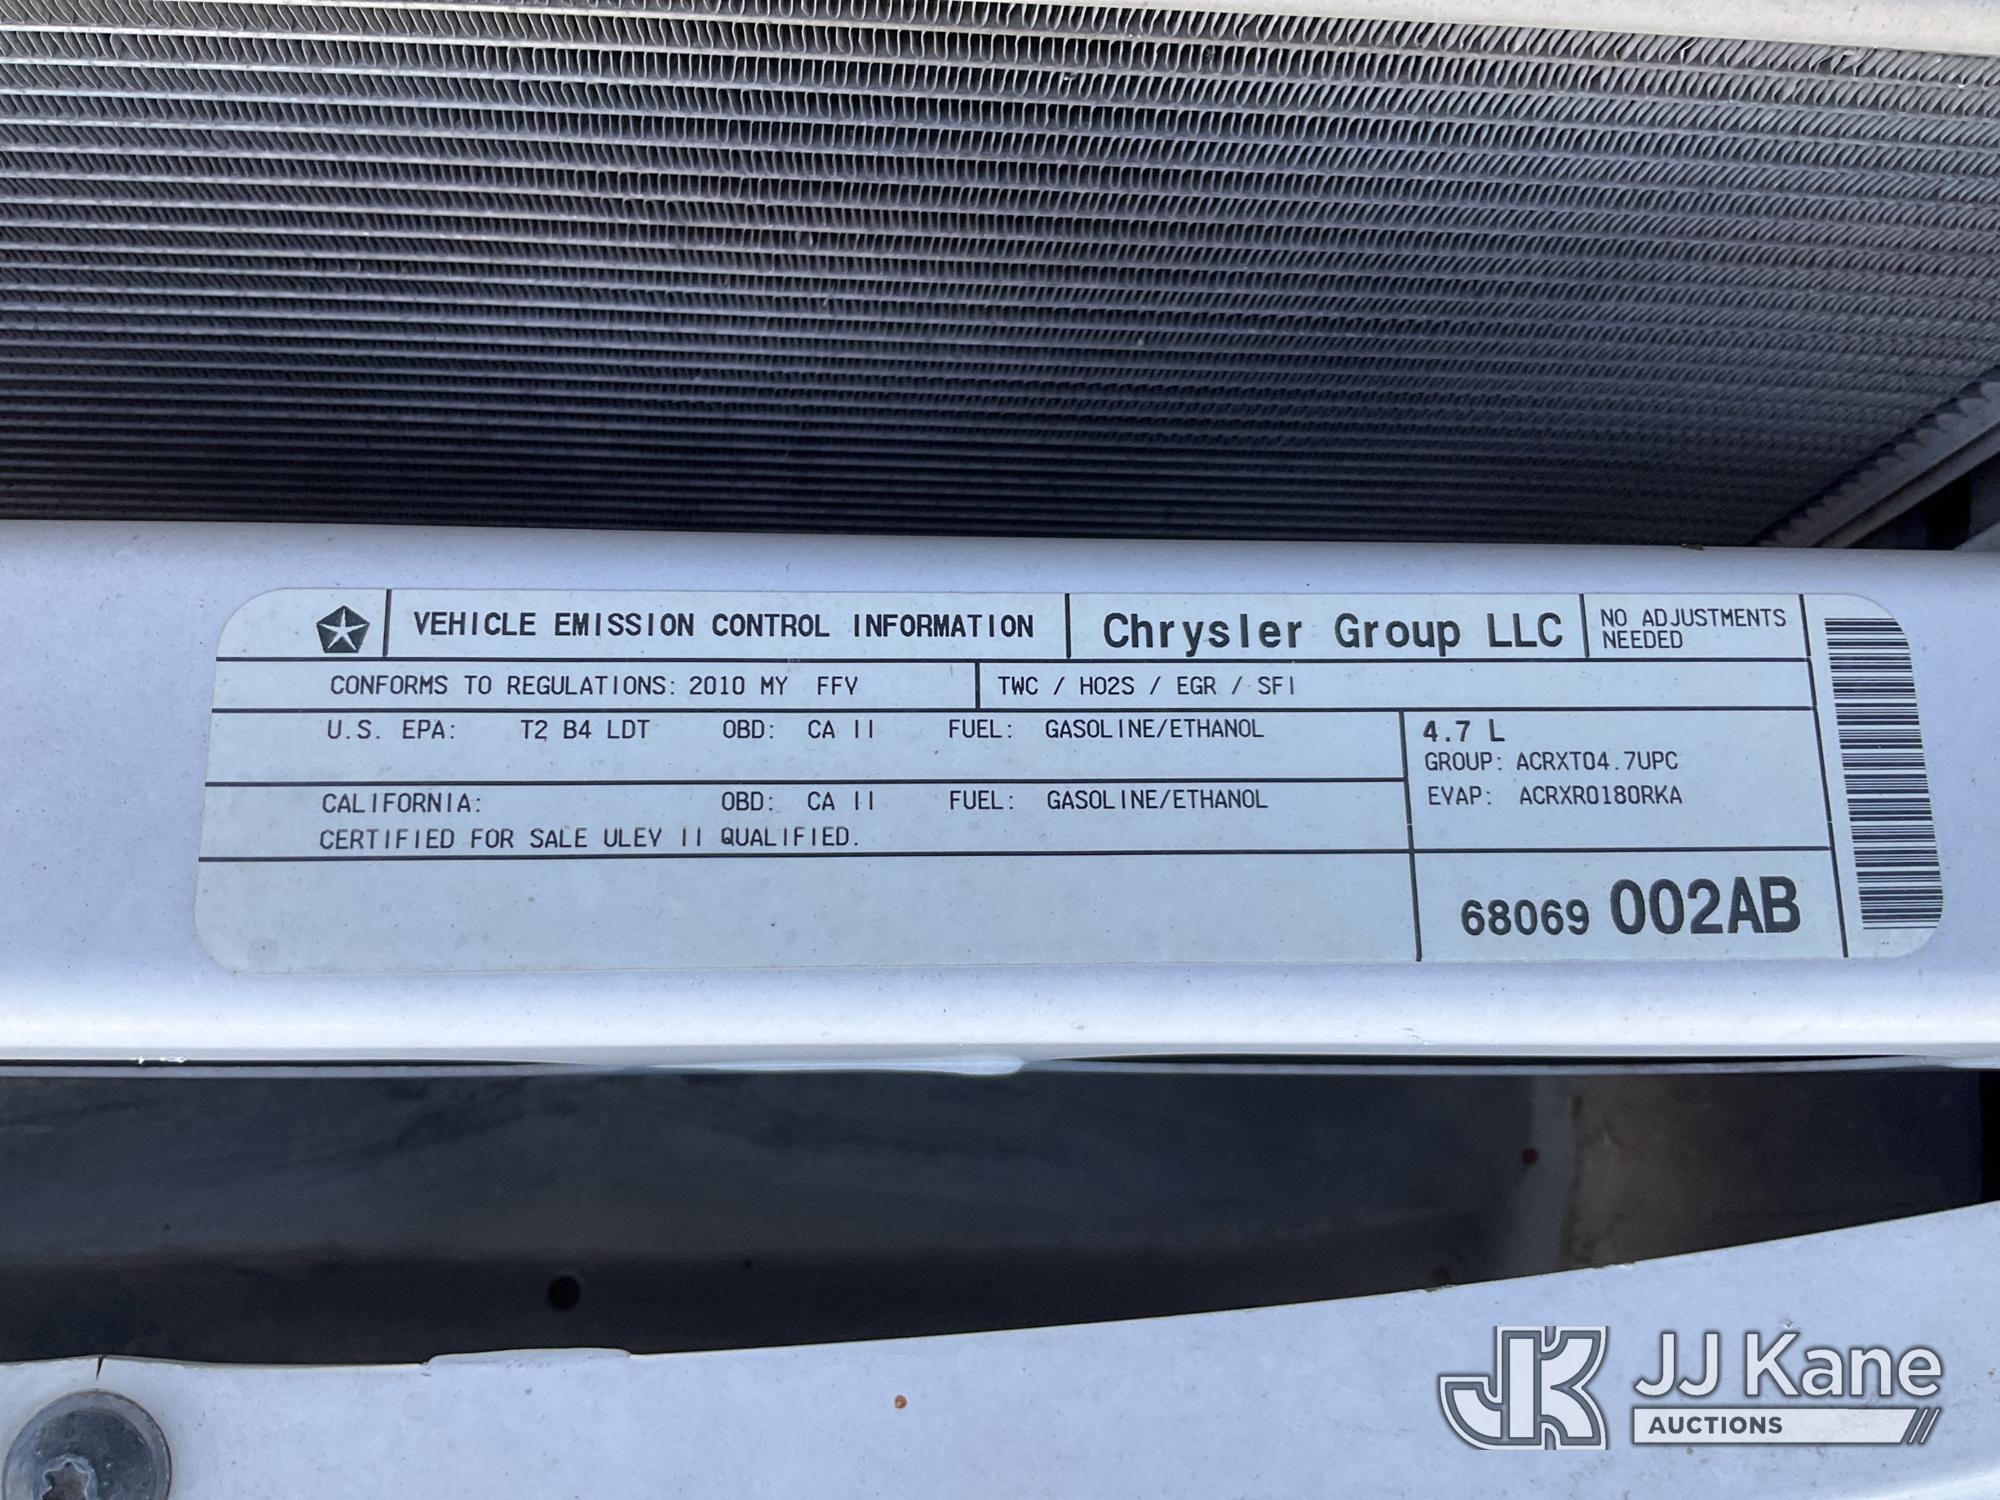 VEHICLE EMISSION CONTROL INFORMATION
Chrysler Group LLC
NO ADJUSTMENTS
NEEDED
CONFORMS TO REGULATIONS: 2010 MY FFV
TWC / HO2S / EGR / SFI
U.S. EPA: T2 B4 LDT OBD: CA II FUEL: GASOLINE/ETHANOL
4.7 L
GROUP: ACRXT04.7UPC
CALIFORNIA: OBD: CA II FUEL: GASOLINE/ETHANOL
EVAP: ACRXR0180RKA
CERTIFIED FOR SALE ULEV II QUALIFIED.
68069 002AB
JK JJ Kane
AUCTIONS